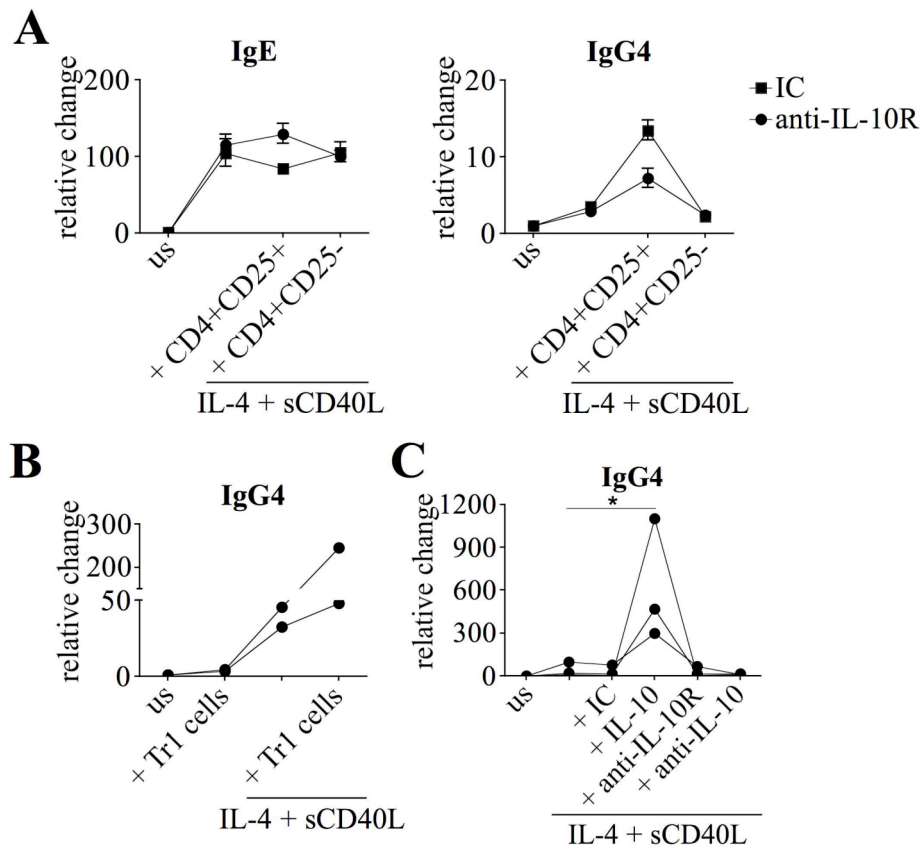 A
IgE
relative change
200
100
0
us
+ CD4+CD25+
+ CD4+CD25-
IL-4 + sCD40L
IgG4
relative change
20
10
0
us
+ CD4+CD25+
+ CD4+CD25-
IL-4 + sCD40L
IC
anti-IL-10R
B
IgG4
relative change
300
200
50
0
us
+ Tr1 cells
+ Tr1 cells
IL-4 + sCD40L
C
IgG4
relative change
1200
900
600
300
0
*
us
+ IC
+ IL-10
+ anti-IL-10R
+ anti-IL-10
IL-4 + sCD40L